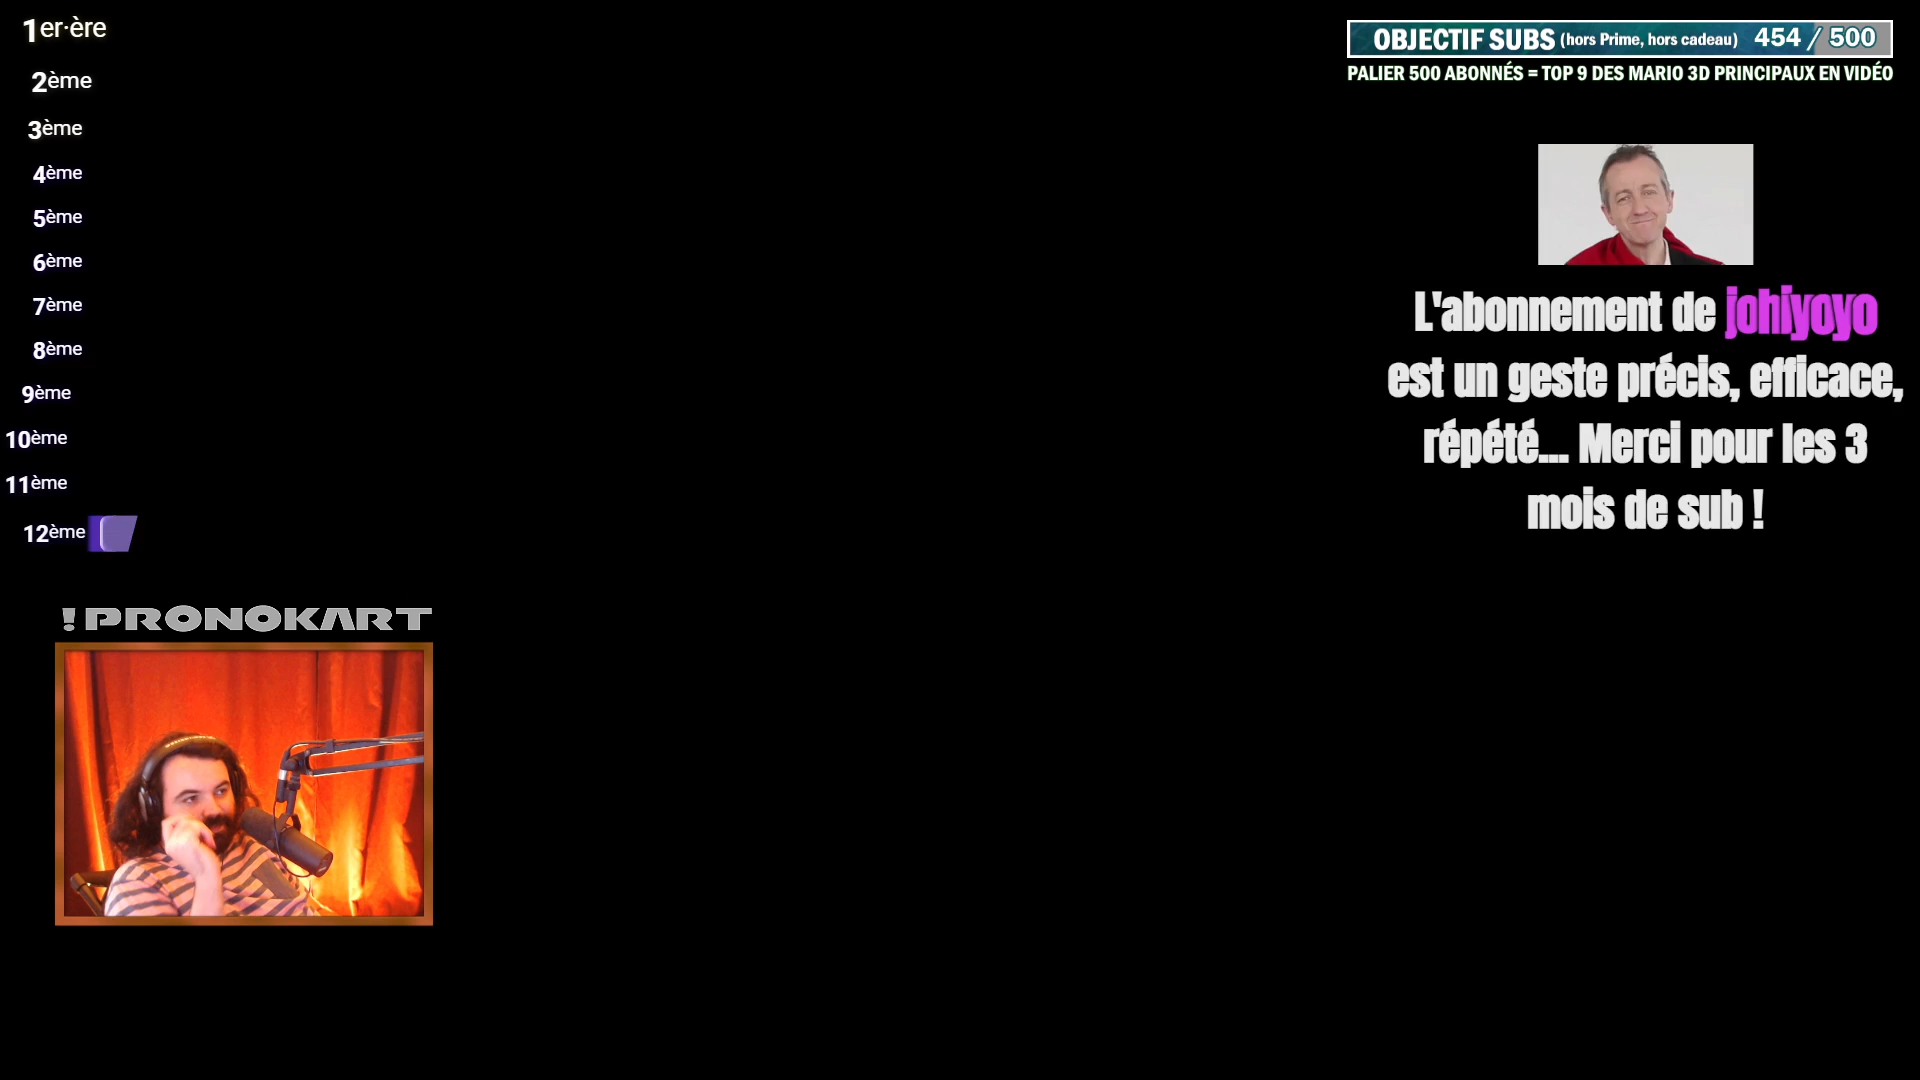 1er·ère
2ème
3ème
4ème
5ème
6ème
7ème
8ème
9ème
10ème
11ème
12ème
!PRONOKART
OBJECTIF SUBS (hors Prime, hors cadeau) 454 / 500
PALIER 500 ABONNÉS = TOP 9 DES MARIO 3D PRINCIPAUX EN VIDÉO
L'abonnement de johiyoyo
est un geste précis, efficace,
répété... Merci pour les 3
mois de sub !